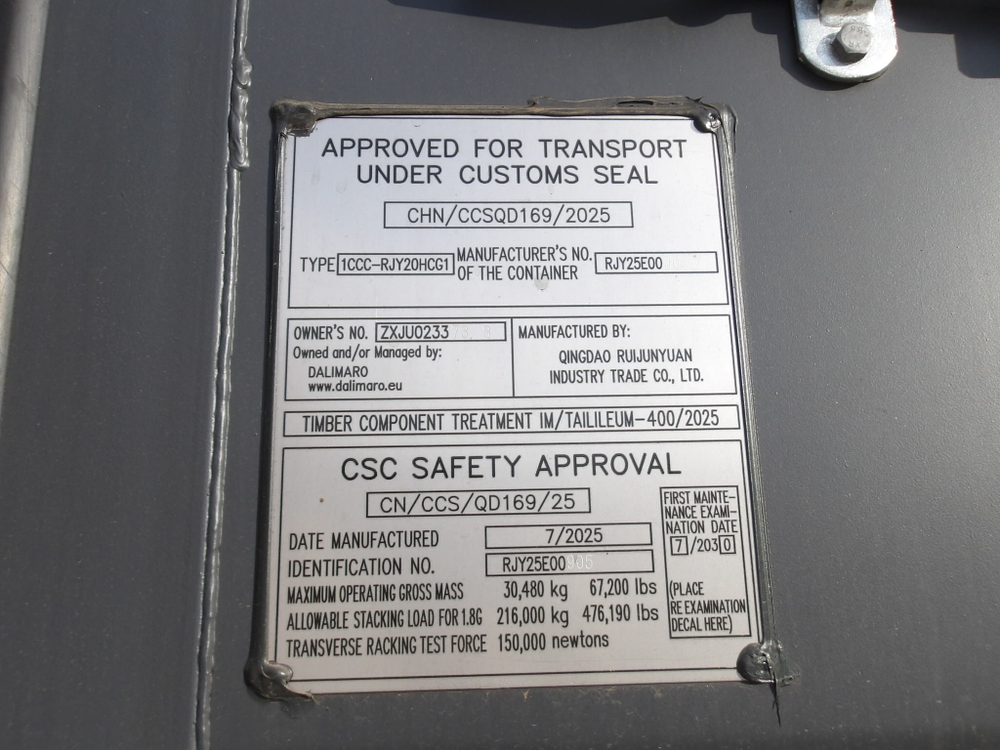 APPROVED FOR TRANSPORT
UNDER CUSTOMS SEAL
CHN/CCSQD169/2025
TYPE 1CCC-RJY20HCG1 MANUFACTURER'S NO. OF THE CONTAINER RJY25E00
OWNER'S NO. ZXJU0233
Owned and/or Managed by:
DALIMARO
www.dalimaro.eu
MANUFACTURED BY:
QINGDAO RUIJUNYUAN
INDUSTRY TRADE CO., LTD.
TIMBER COMPONENT TREATMENT IM/TAILILEUM-400/2025
CSC SAFETY APPROVAL
CN/CCS/QD169/25
DATE MANUFACTURED 7/2025
IDENTIFICATION NO. RJY25E00905
MAXIMUM OPERATING GROSS MASS 30,480 kg 67,200 lbs
ALLOWABLE STACKING LOAD FOR 1.8G 216,000 kg 476,190 lbs
TRANSVERSE RACKING TEST FORCE 150,000 newtons
FIRST MAINTE-
NANCE EXAMI-
NATION DATE
7/2030
(PLACE
RE EXAMINATION
DECAL HERE)